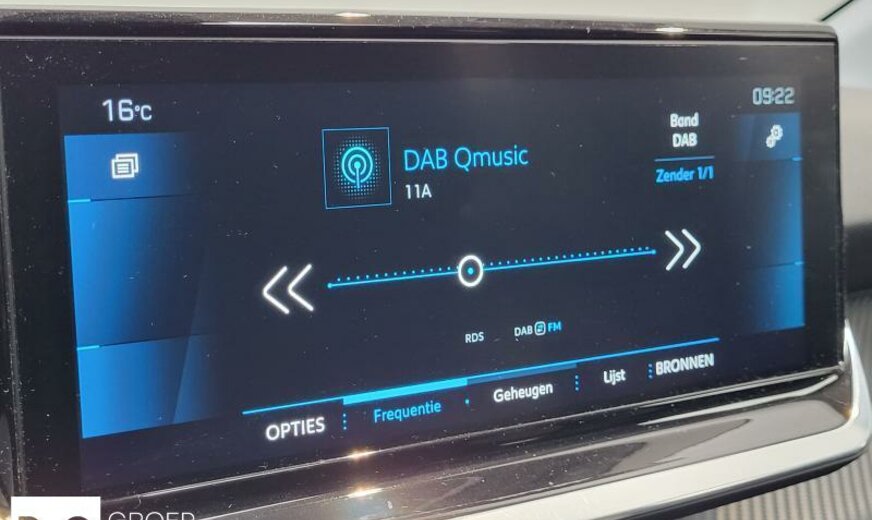 16°C
09:22
DAB Qmusic
11A
Band
DAB
Zender 1/1
RDS
DAB FM
OPTIES
Frequentie
Geheugen
Lijst
BRONNEN